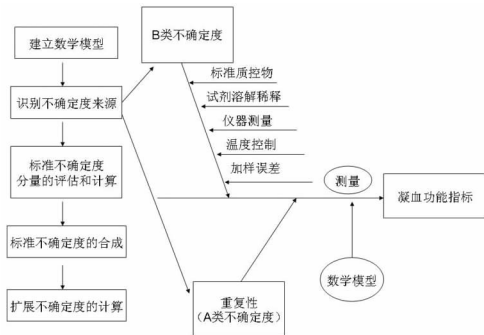 建立数学模型
识别不确定度来源
标准不确定度
分量的评估和计算
标准不确定度的合成
扩展不确定度的计算
B类不确定度
标准质控物
试剂溶解稀释
仪器测量
温度控制
加样误差
测量
凝血功能指标
数学模型
重复性
（A类不确定度）